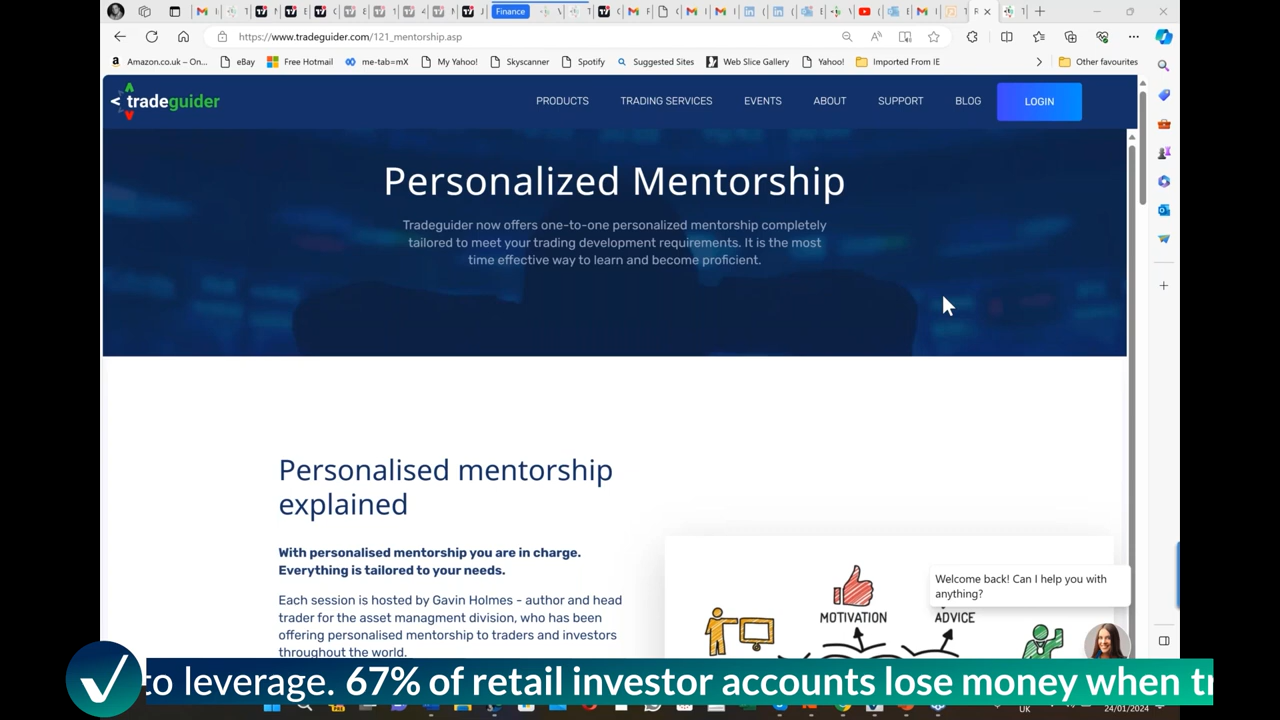 Finance
https://www.tradeguider.com/121_mentorship.asp
Amazon.co.uk – On...
eBay
Free Hotmail
me-tab=mX
My Yahoo!
Skyscanner
Spotify
Suggested Sites
Web Slice Gallery
Yahoo!
Imported From IE
Other favourites
tradeguider
PRODUCTS
TRADING SERVICES
EVENTS
ABOUT
SUPPORT
BLOG
LOGIN
Personalized Mentorship
Tradeguider now offers one-to-one personalized mentorship completely
tailored to meet your trading development requirements. It is the most
time effective way to learn and become proficient.
Personalised mentorship
explained
With personalised mentorship you are in charge.
Everything is tailored to your needs.
Each session is hosted by Gavin Holmes - author and head
trader for the asset managment division, who has been
offering personalised mentorship to traders and investors
throughout the world.
MOTIVATION
ADVICE
Welcome back! Can I help you with
anything?
to leverage. 67% of retail investor accounts lose money when
UK
24/01/2024